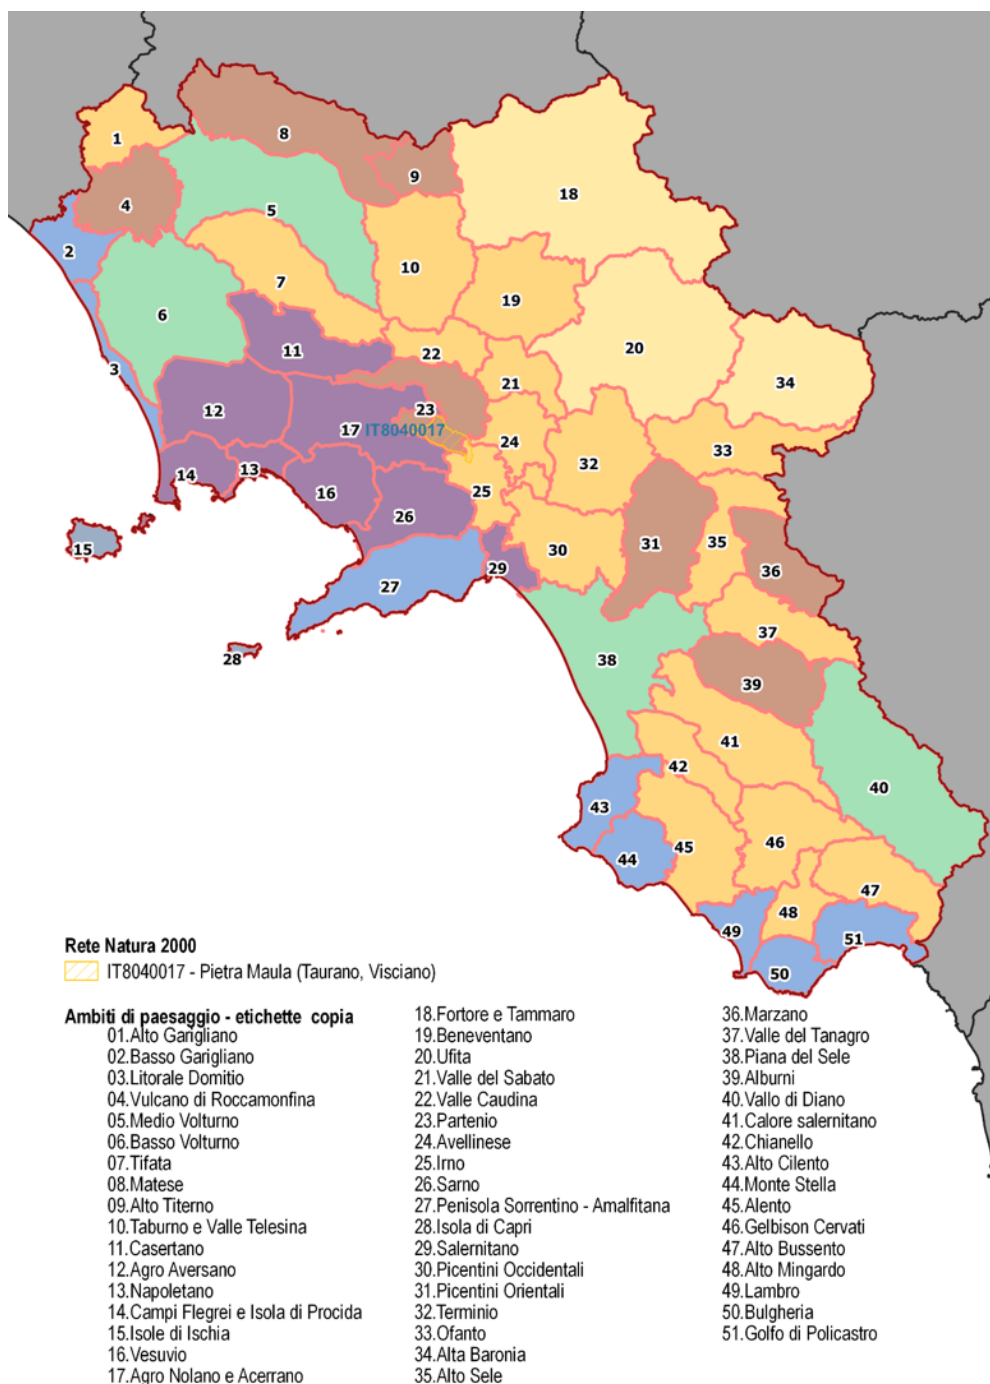 1
8
9
4
5
2
18
10
7
6
19
11
22
20
3
21
12
23
34
17
IT8040017
24
33
32
14
13
16
25
26
35
31
15
30
36
29
27
37
28
38
39
41
42
40
43
46
45
44
47
48
49
51
50
Rete Natura 2000
IT8040017 - Pietra Maula (Taurano, Visciano)
Ambiti di paesaggio - etichette copia
01.Alto Garigliano
02.Basso Garigliano
03.Litorale Domitio
04.Vulcano di Roccamonfina
05.Medio Volturno
06.Basso Volturno
07.Tifata
08.Matese
09.Alto Titerno
10.Taburno e Valle Telesina
11.Casertano
12.Agro Aversano
13.Napoletano
14.Campi Flegrei e Isola di Procida
15.Isole di Ischia
16.Vesuvio
17.Agro Nolano e Acerrano
18.Fortore e Tammaro
19.Beneventano
20.Ufita
21.Valle del Sabato
22.Valle Caudina
23.Partenio
24.Avellinese
25.Irno
26.Sarno
27.Penisola Sorrentino - Amalfitana
28.Isola di Capri
29.Salernitano
30.Picentini Occidentali
31.Picentini Orientali
32.Terminio
33.Ofanto
34.Alta Baronia
35.Alto Sele
36.Marzano
37.Valle del Tanagro
38.Piana del Sele
39.Alburni
40.Vallo di Diano
41.Calore salernitano
42.Chianello
43.Alto Cilento
44.Monte Stella
45.Alento
46.Gelbison Cervati
47.Alto Bussento
48.Alto Mingardo
49.Lambro
50.Bulgheria
51.Golfo di Policastro